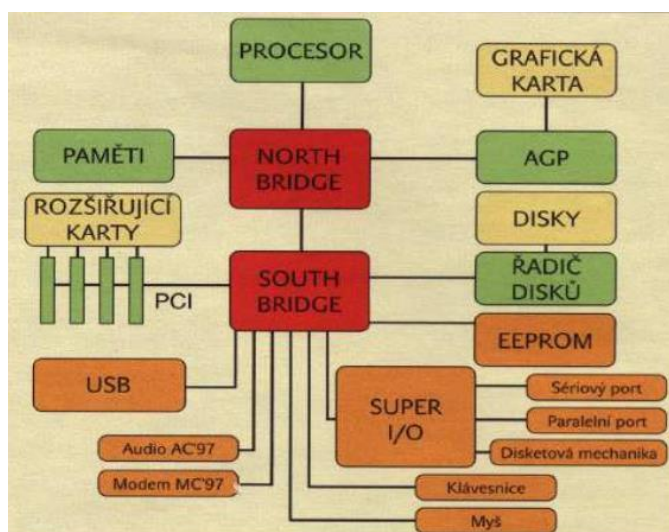 PROCESOR
GRAFICKÁ
KARTA
PAMĚTI
NORTH
BRIDGE
AGP
ROZŠIŘUJÍCÍ
KARTY
DISKY
PCI
SOUTH
BRIDGE
ŘADIČ
DISKŮ
EEPROM
USB
SUPER
I/O
Sériový port
Paralelní port
Disketová mechanika
Audio AC'97
Modem MC'97
Klávesnice
Myš